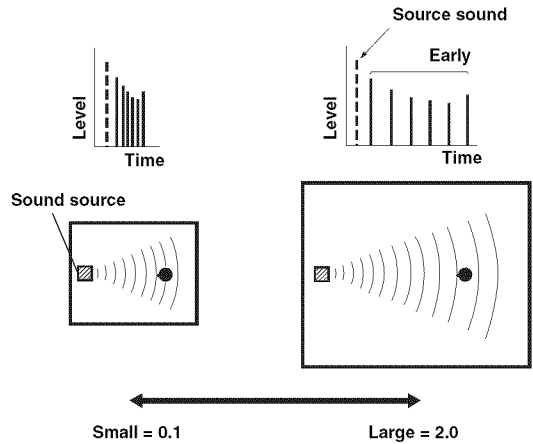 Source sound
Early
Level
Time
Level
Time
Sound source
Small = 0.1
Large = 2.0